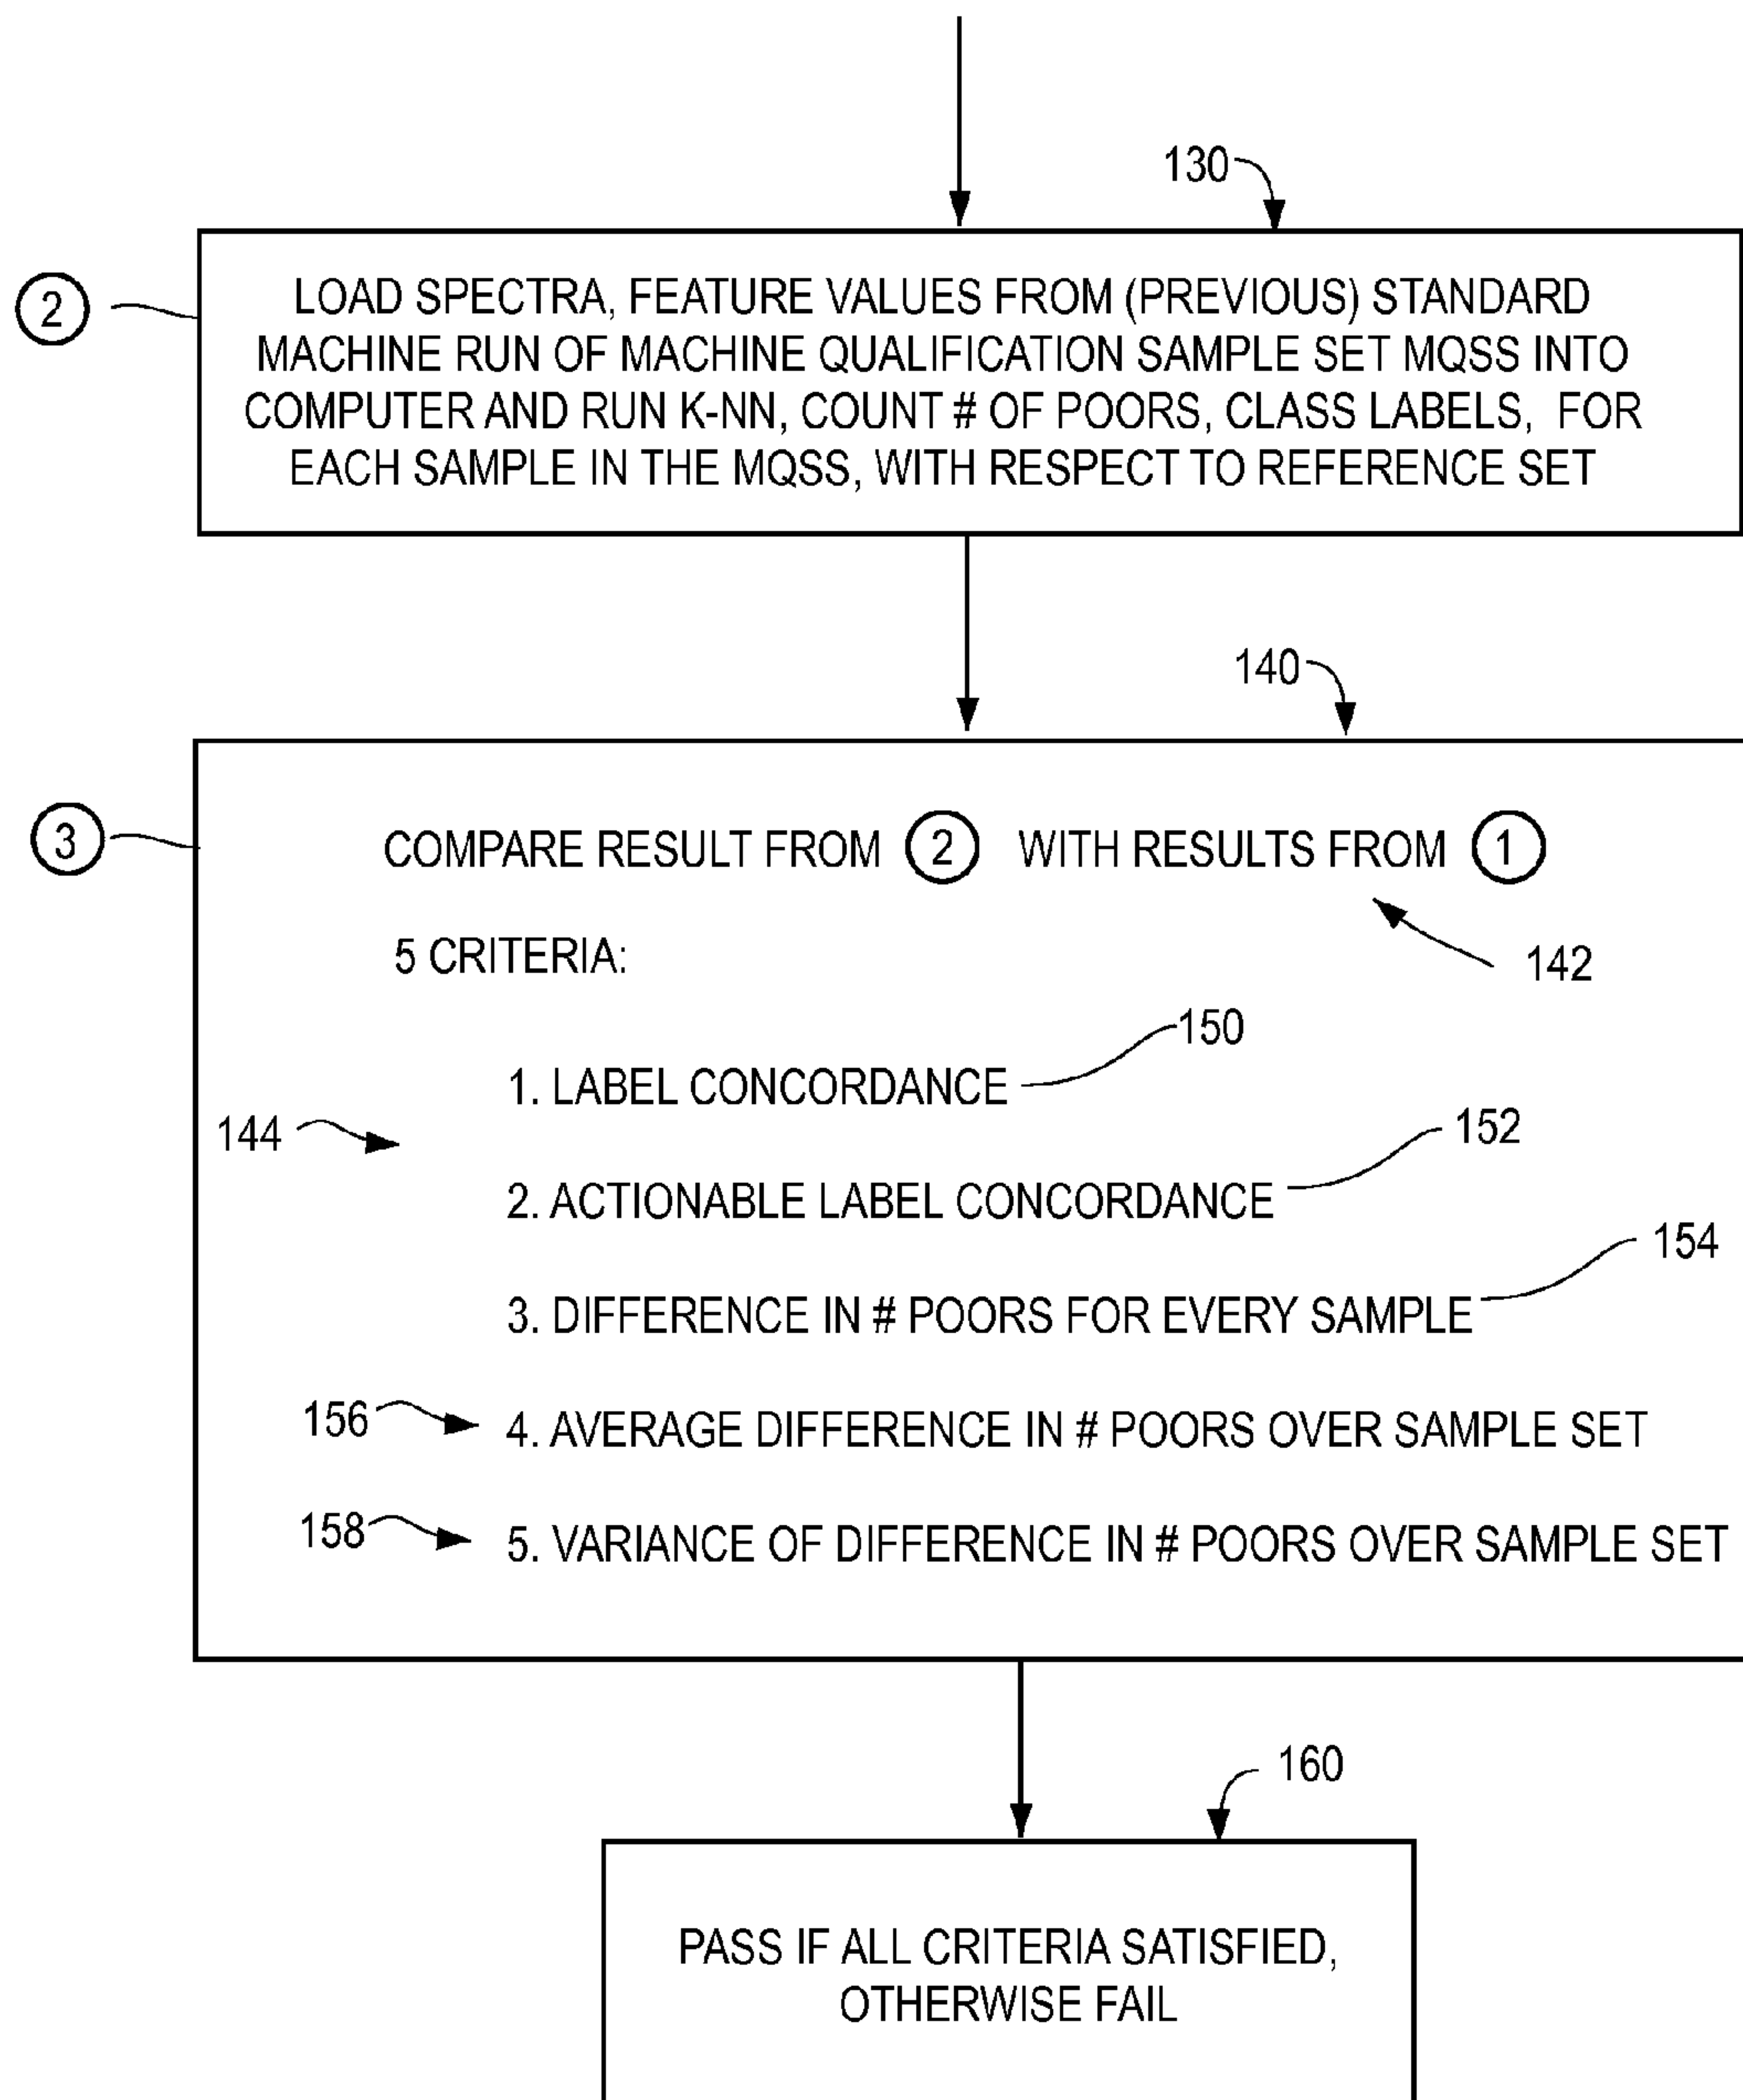 130
2
LOAD SPECTRA, FEATURE VALUES FROM (PREVIOUS) STANDARD
MACHINE RUN OF MACHINE QUALIFICATION SAMPLE SET MQSS INTO
COMPUTER AND RUN K-NN, COUNT # OF POORS, CLASS LABELS, FOR
EACH SAMPLE IN THE MQSS, WITH RESPECT TO REFERENCE SET
140
3
COMPARE RESULT FROM 2 WITH RESULTS FROM 1
5 CRITERIA:
142
150
1. LABEL CONCORDANCE
144
152
2. ACTIONABLE LABEL CONCORDANCE
154
3. DIFFERENCE IN # POORS FOR EVERY SAMPLE
156
4. AVERAGE DIFFERENCE IN # POORS OVER SAMPLE SET
158
5. VARIANCE OF DIFFERENCE IN # POORS OVER SAMPLE SET
160
PASS IF ALL CRITERIA SATISFIED,
OTHERWISE FAIL